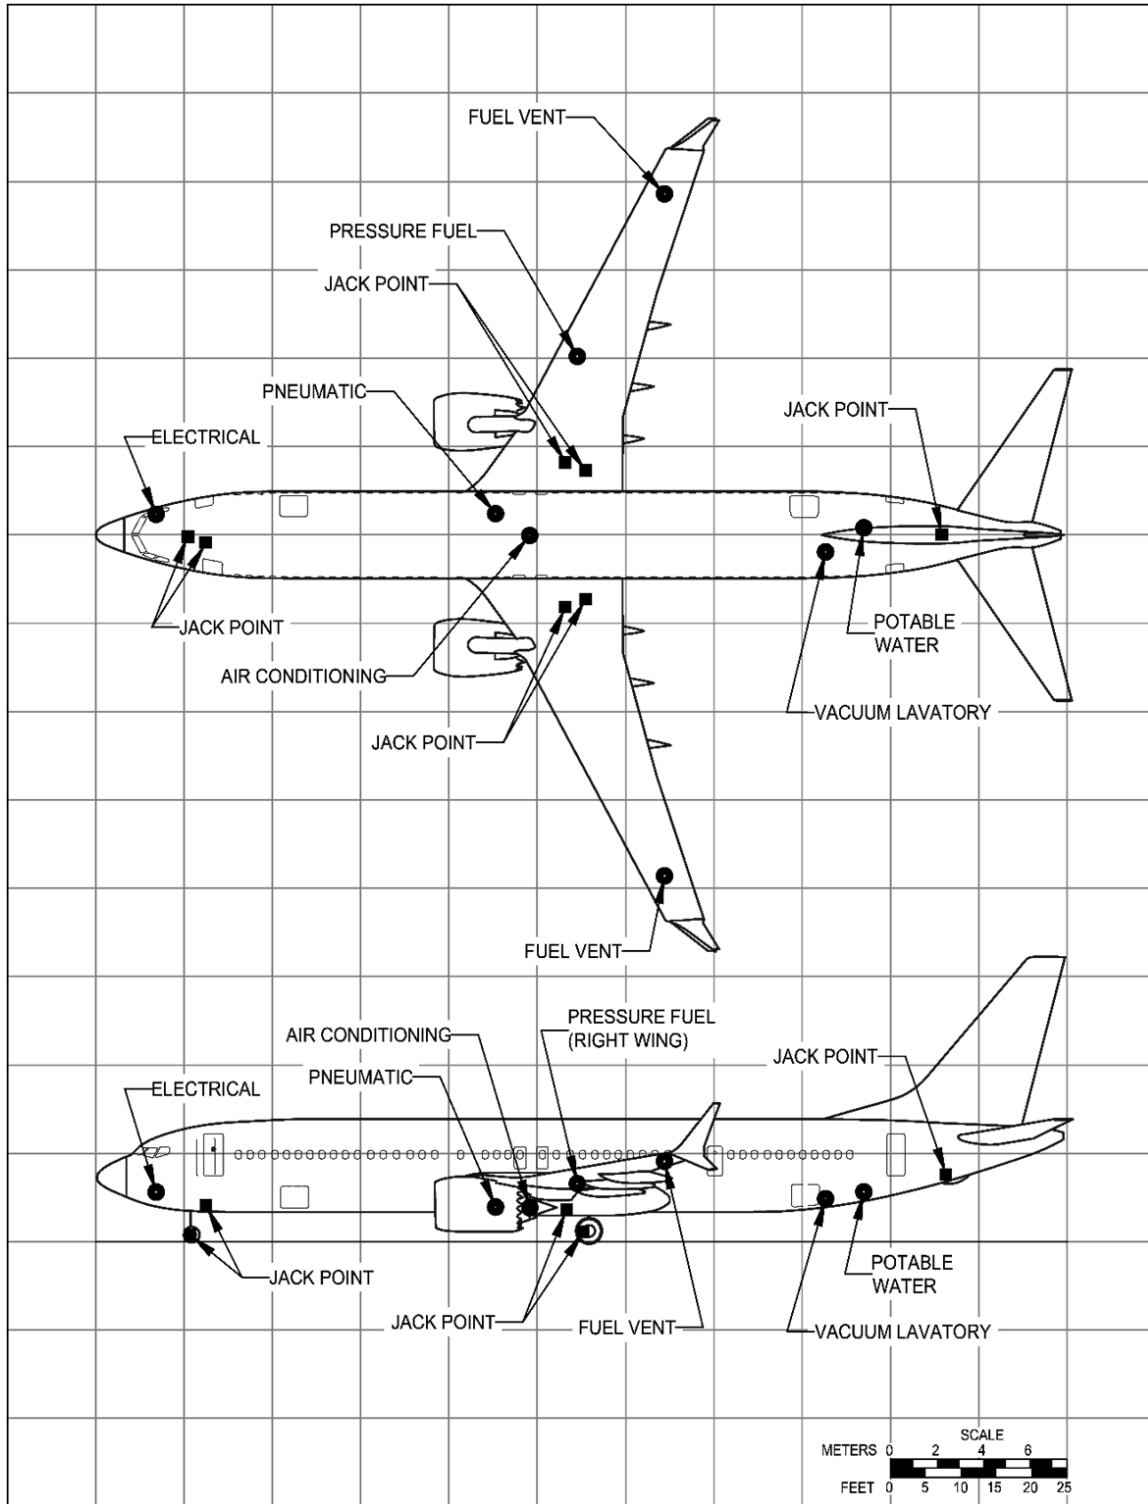 FUEL VENT
PRESSURE FUEL
JACK POINT
PNEUMATIC
JACK POINT
ELECTRICAL
JACK POINT
POTABLE
WATER
AIR CONDITIONING
VACUUM LAVATORY
JACK POINT
FUEL VENT
PRESSURE FUEL
(RIGHT WING)
AIR CONDITIONING
JACK POINT
PNEUMATIC
ELECTRICAL
POTABLE
WATER
JACK POINT
JACK POINT
FUEL VENT
VACUUM LAVATORY
SCALE
METERS 0 2 4 6
FEET 0 5 10 15 20 25